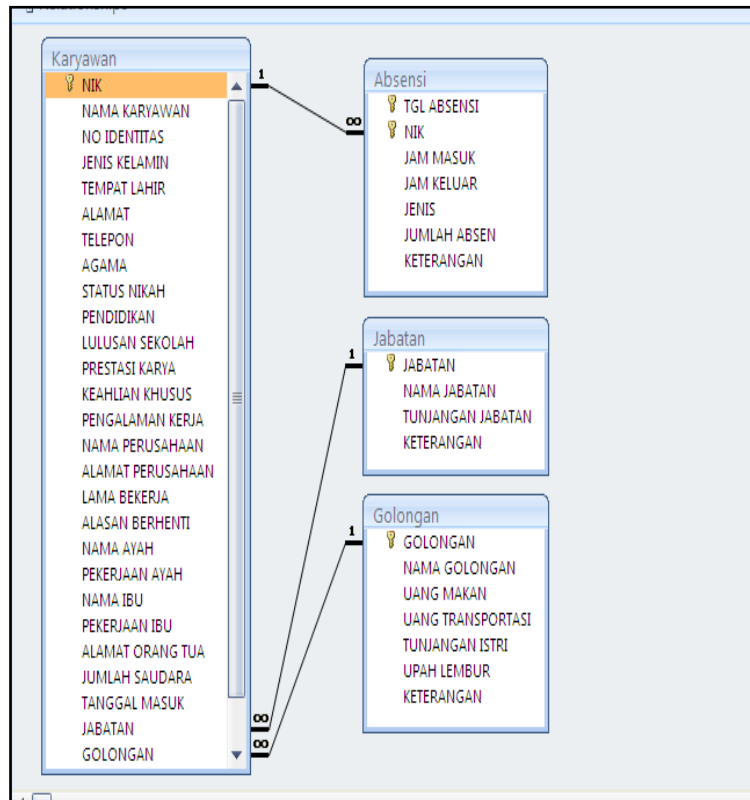 Relationships
Karyawan
NIK
NAMA KARYAWAN
NO IDENTITAS
JENIS KELAMIN
TEMPAT LAHIR
ALAMAT
TELEPON
AGAMA
STATUS NIKAH
PENDIDIKAN
LULUSAN SEKOLAH
PRESTASI KARYA
KEAHLIAN KHUSUS
PENGALAMAN KERJA
NAMA PERUSAHAAN
ALAMAT PERUSAHAAN
LAMA BEKERJA
ALASAN BERHENTI
NAMA AYAH
PEKERJAAN AYAH
NAMA IBU
PEKERJAAN IBU
ALAMAT ORANG TUA
JUMLAH SAUDARA
TANGGAL MASUK
JABATAN
GOLONGAN
1
∞
Absensi
TGL ABSENSI
NIK
JAM MASUK
JAM KELUAR
JENIS
JUMLAH ABSEN
KETERANGAN
1
∞
Jabatan
JABATAN
NAMA JABATAN
TUNJANGAN JABATAN
KETERANGAN
1
∞
Golongan
GOLONGAN
NAMA GOLONGAN
UANG MAKAN
UANG TRANSPORTASI
TUNJANGAN ISTRI
UPAH LEMBUR
KETERANGAN